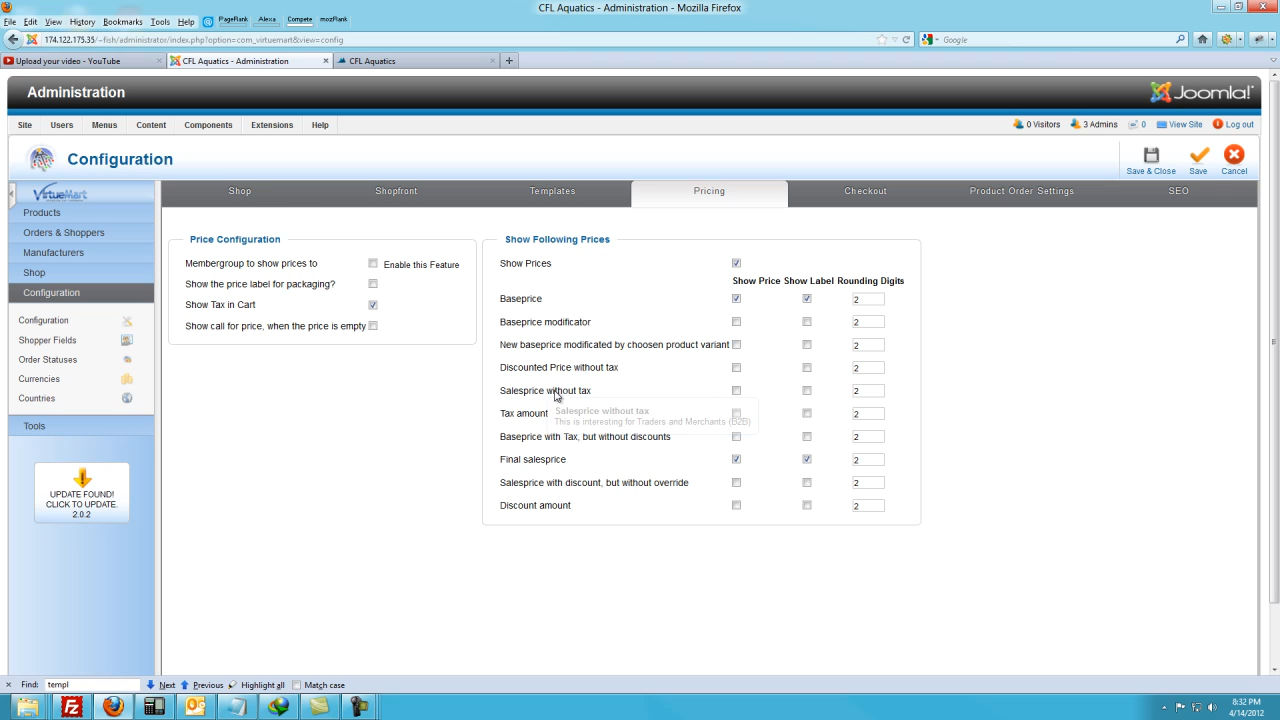 CFL Aquatics - Administration - Mozilla Firefox
File Edit View History Bookmarks Tools Help PageRank Alexa Compete mozRank
174.122.175.35/~fish/administrator/index.php?option=com_virtuemart&view=config Google
Upload your video - YouTube × CFL Aquatics - Administration × CFL Aquatics × +
Administration Joomla!
Site Users Menus Content Components Extensions Help 0 Visitors 3 Admins 0 View Site Log out
Configuration Save & Close Save Cancel
VirtueMart Shop Shopfront Templates Pricing Checkout Product Order Settings SEO
Products
Orders & Shoppers
Manufacturers
Shop
Configuration
Configuration
Shopper Fields
Order Statuses
Currencies
Countries
Tools
UPDATE FOUND!
CLICK TO UPDATE.
2.0.2
Price Configuration
Membergroup to show prices to Enable this Feature
Show the price label for packaging?
Show Tax in Cart
Show call for price, when the price is empty
Show Following Prices
Show Prices
Show Price Show Label Rounding Digits
Baseprice 2
Baseprice modificator 2
New baseprice modificated by choosen product variant 2
Discounted Price without tax 2
Salesprice without tax 2
Salesprice without tax
This is interesting for Traders and Merchants (B2B)
Tax amount 2
Baseprice with Tax, but without discounts 2
Final salesprice 2
Salesprice with discount, but without override 2
Discount amount 2
× Find: templ Next Previous Highlight all Match case
8:32 PM
4/14/2012